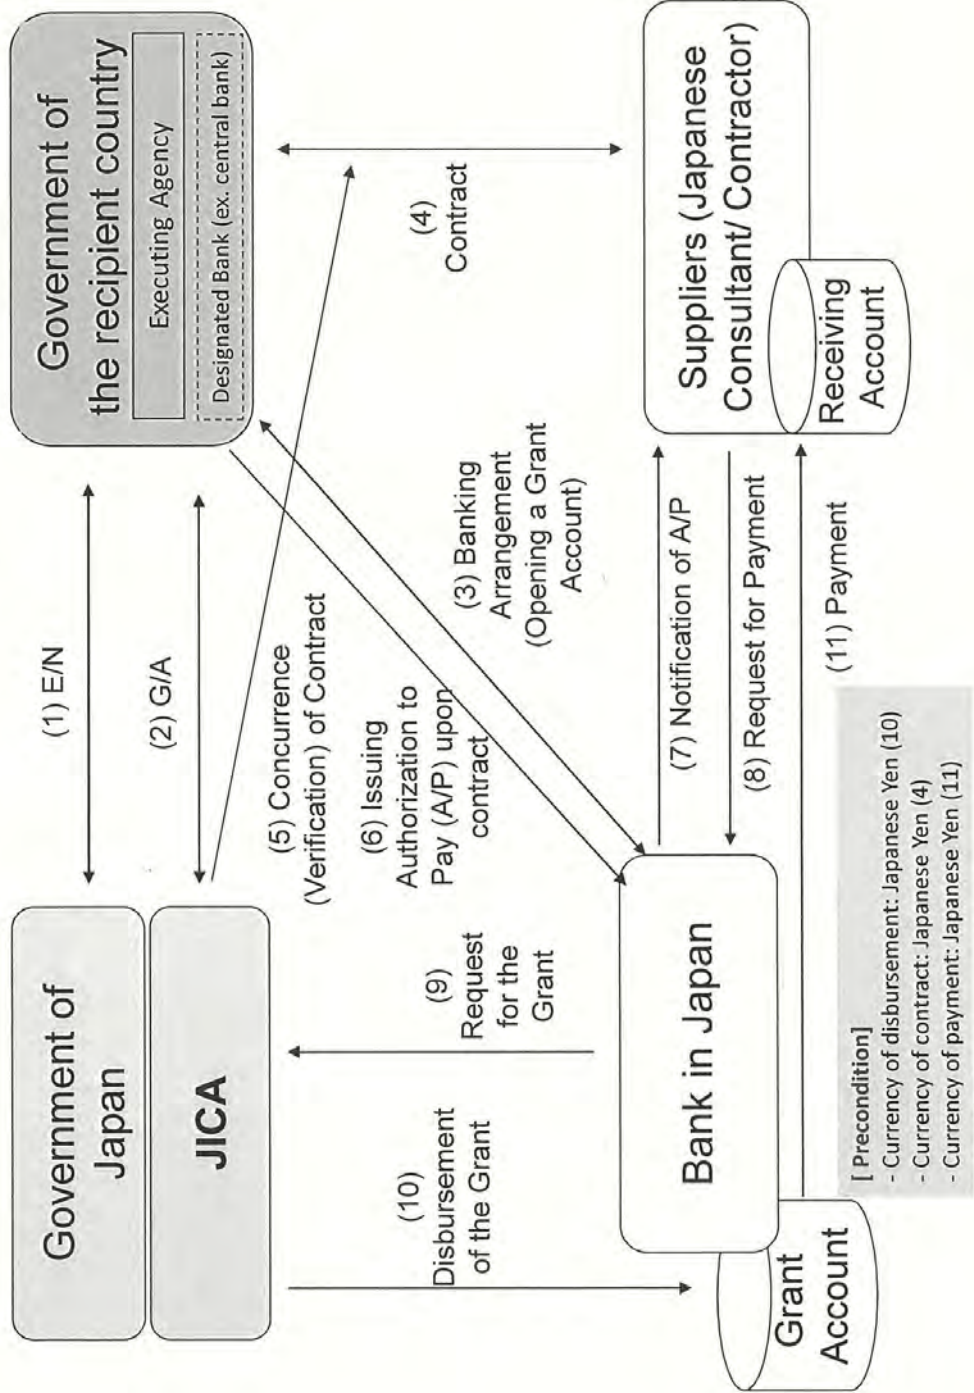 Government of
Japan
JICA
(1) E/N
(2) G/A
Government of
the recipient country
Executing Agency
Designated Bank (ex. central bank)
(5) Concurrence
(Verification) of Contract
(6) Issuing
Authorization to
Pay (A/P) upon
contract
(3) Banking
Arrangement
(Opening a Grant
Account)
(4)
Contract
(10)
Disbursement
of the Grant
(9)
Request
for the
Grant
Bank in Japan
Grant
Account
(7) Notification of A/P
(8) Request for Payment
(11) Payment
Suppliers (Japanese
Consultant/ Contractor)
Receiving
Account
[ Precondition]
- Currency of disbursement: Japanese Yen (10)
- Currency of contract: Japanese Yen (4)
- Currency of payment: Japanese Yen (11)